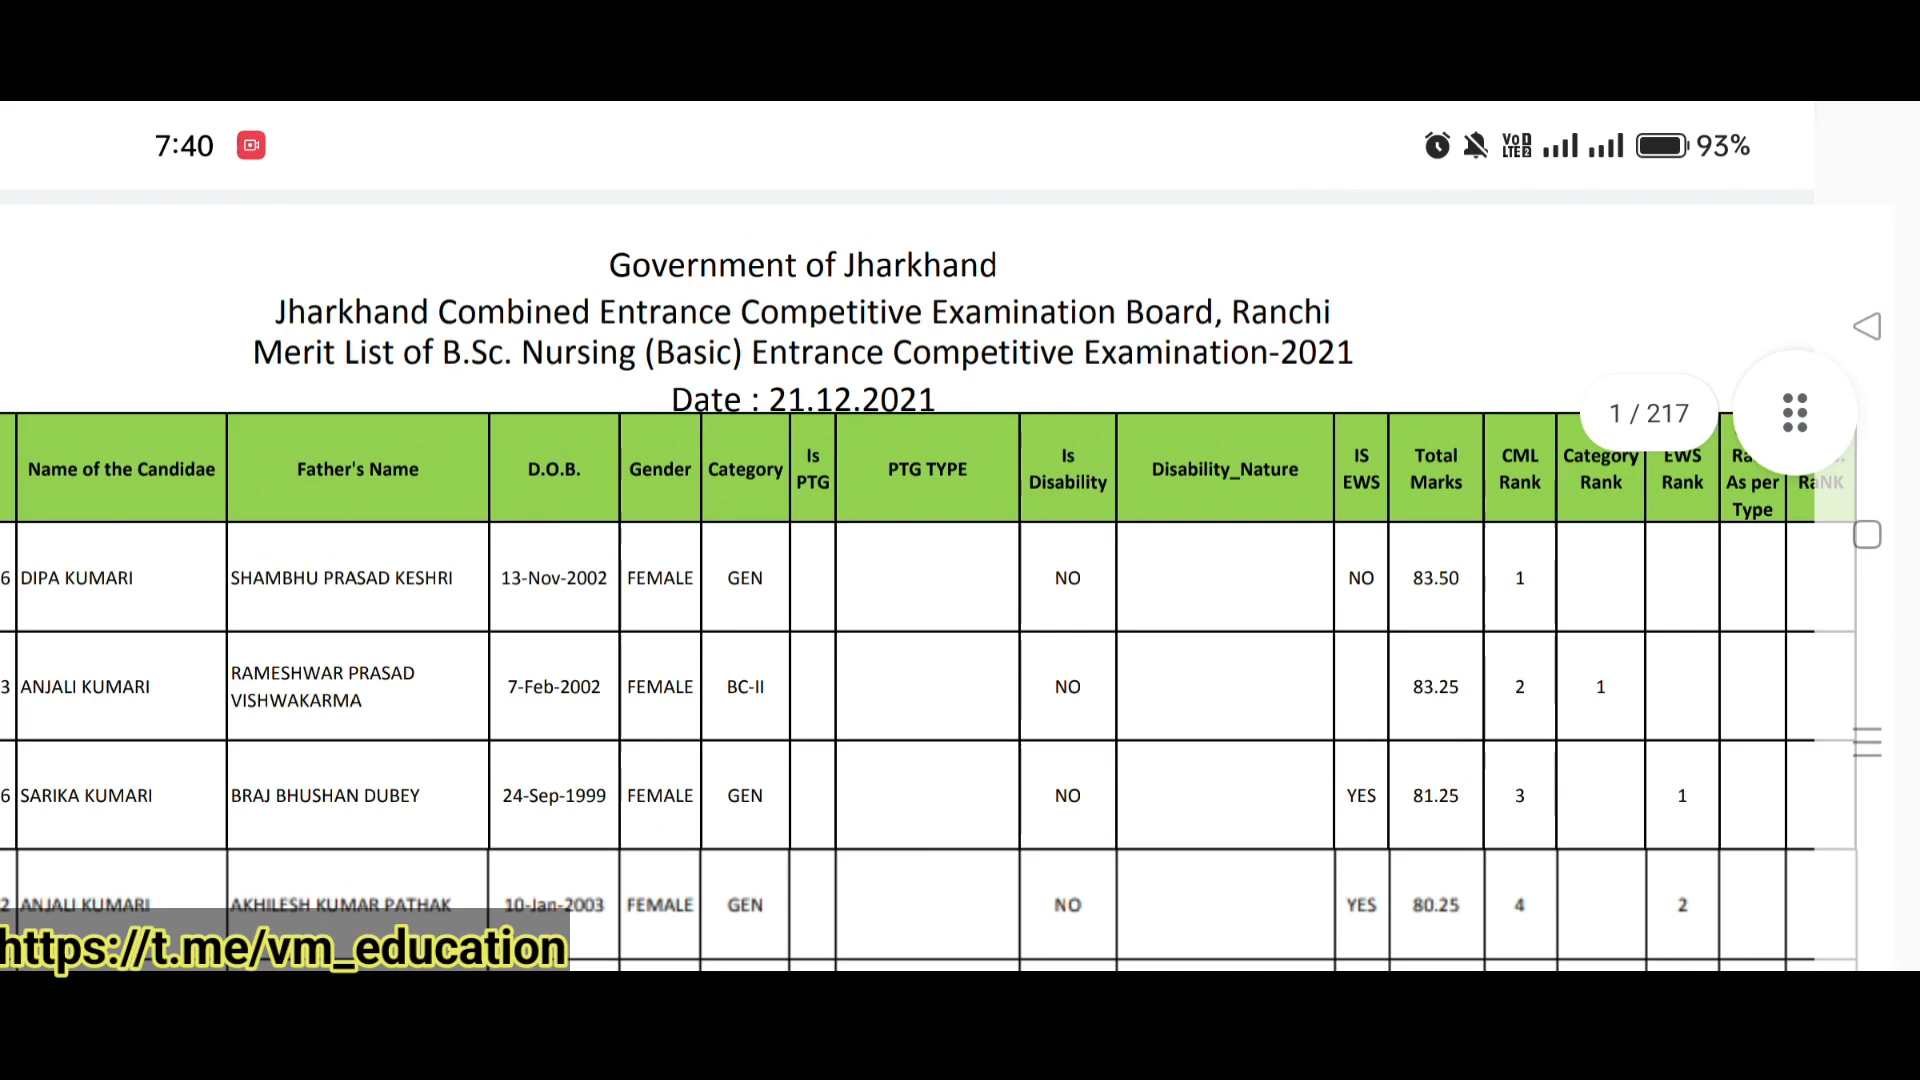 7:40 VoD LTE2 93%
Government of Jharkhand
Jharkhand Combined Entrance Competitive Examination Board, Ranchi
Merit List of B.Sc. Nursing (Basic) Entrance Competitive Examination-2021
Date : 21.12.2021
1 / 217
Name of the Candidae Father's Name D.O.B. Gender Category Is PTG PTG TYPE Is Disability Disability_Nature IS EWS Total Marks CML Rank Category Rank EWS Rank As per Type RaNK
6 DIPA KUMARI SHAMBHU PRASAD KESHRI 13-Nov-2002 FEMALE GEN NO NO 83.50 1
3 ANJALI KUMARI RAMESHWAR PRASAD VISHWAKARMA 7-Feb-2002 FEMALE BC-II NO 83.25 2 1
6 SARIKA KUMARI BRAJ BHUSHAN DUBEY 24-Sep-1999 FEMALE GEN NO YES 81.25 3 1
2 ANJALI KUMARI AKHILESH KUMAR PATHAK 10-Jan-2003 FEMALE GEN NO YES 80.25 4 2
https://t.me/vm_education